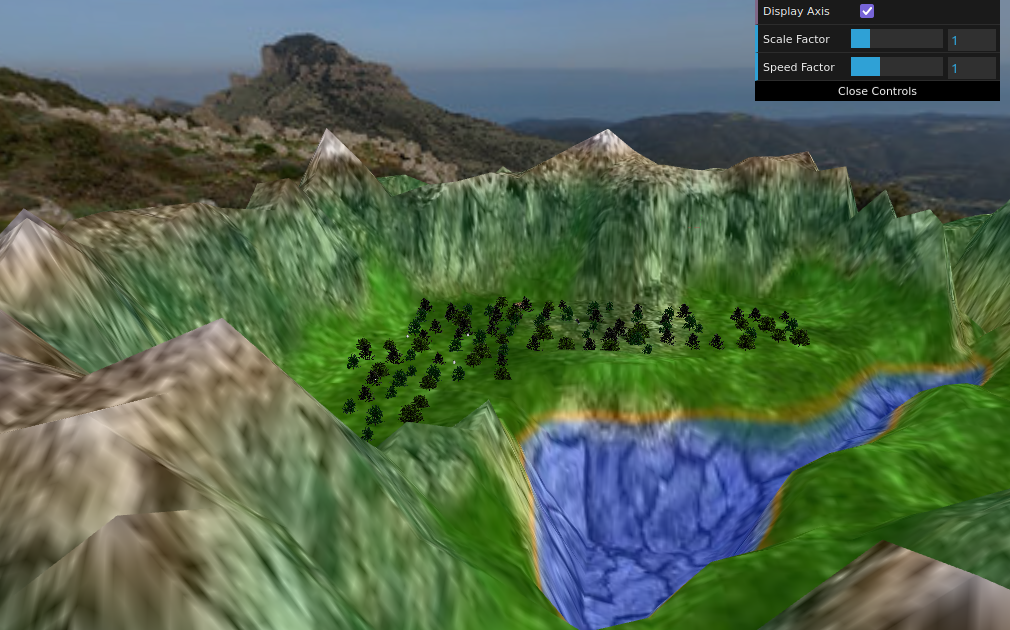 Display Axis
Scale Factor 1
Speed Factor 1
Close Controls